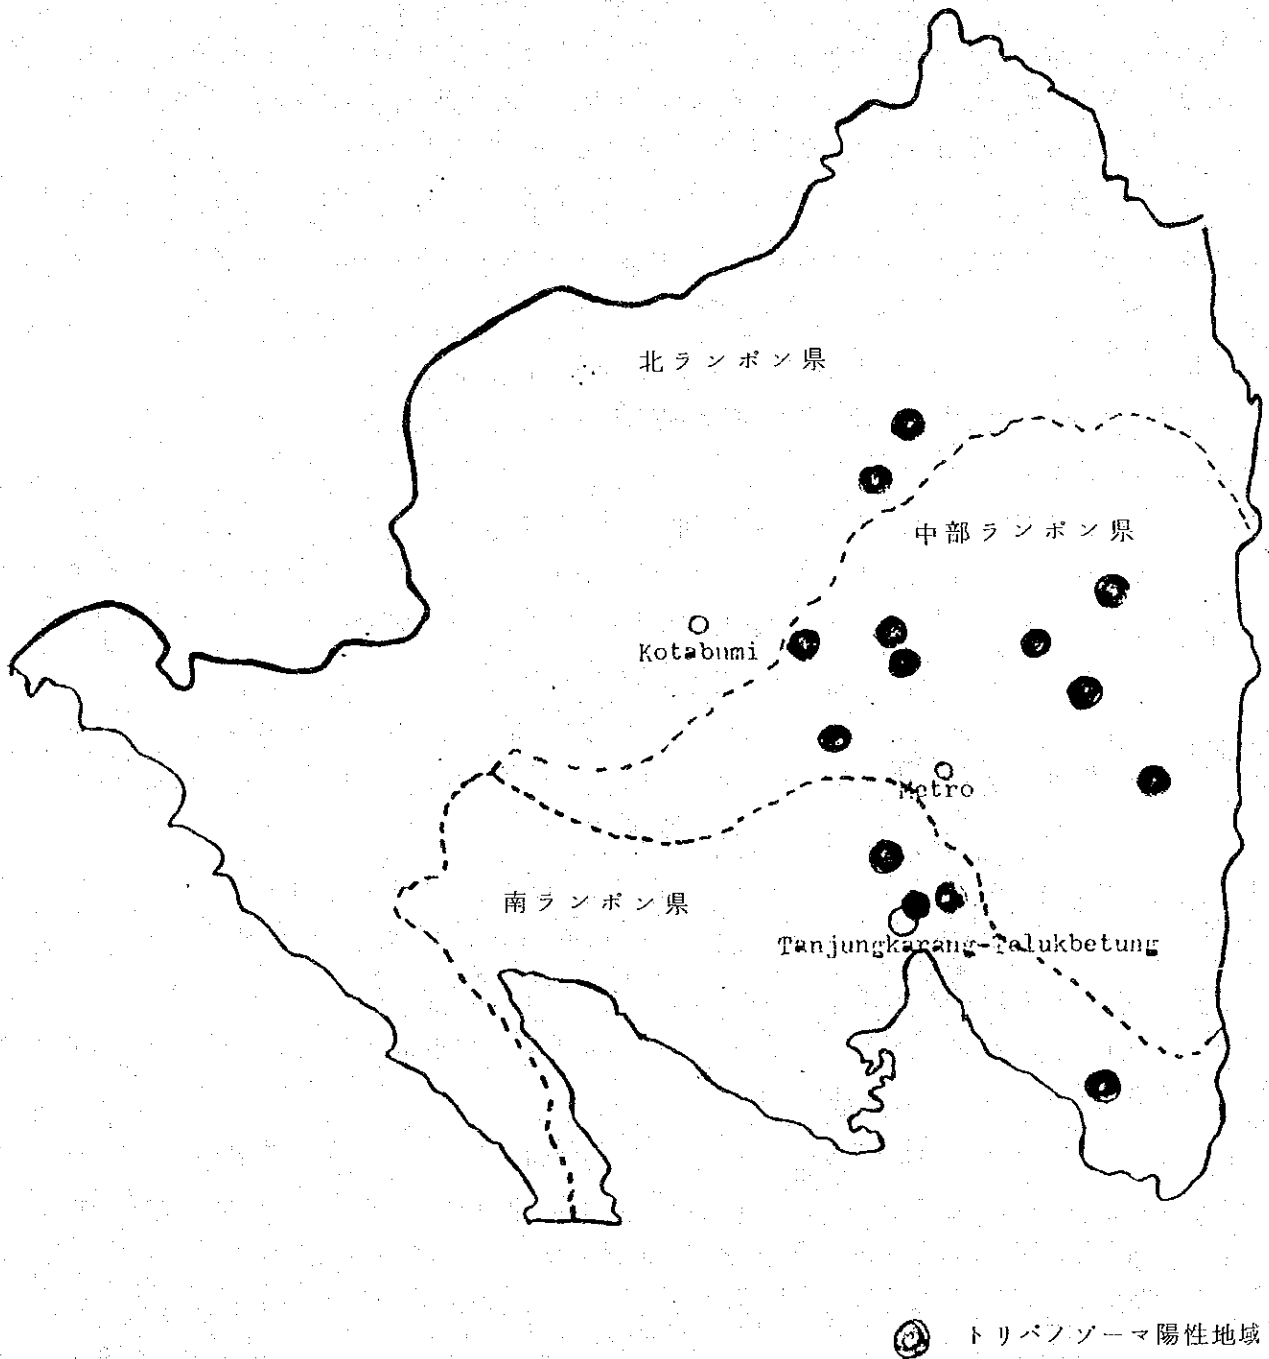 北ランポン県
中部ランポン県
Kotabumi
Metro
南ランポン県
Tanjungkarang-Talukbetung
トリパノゾーマ陽性地域